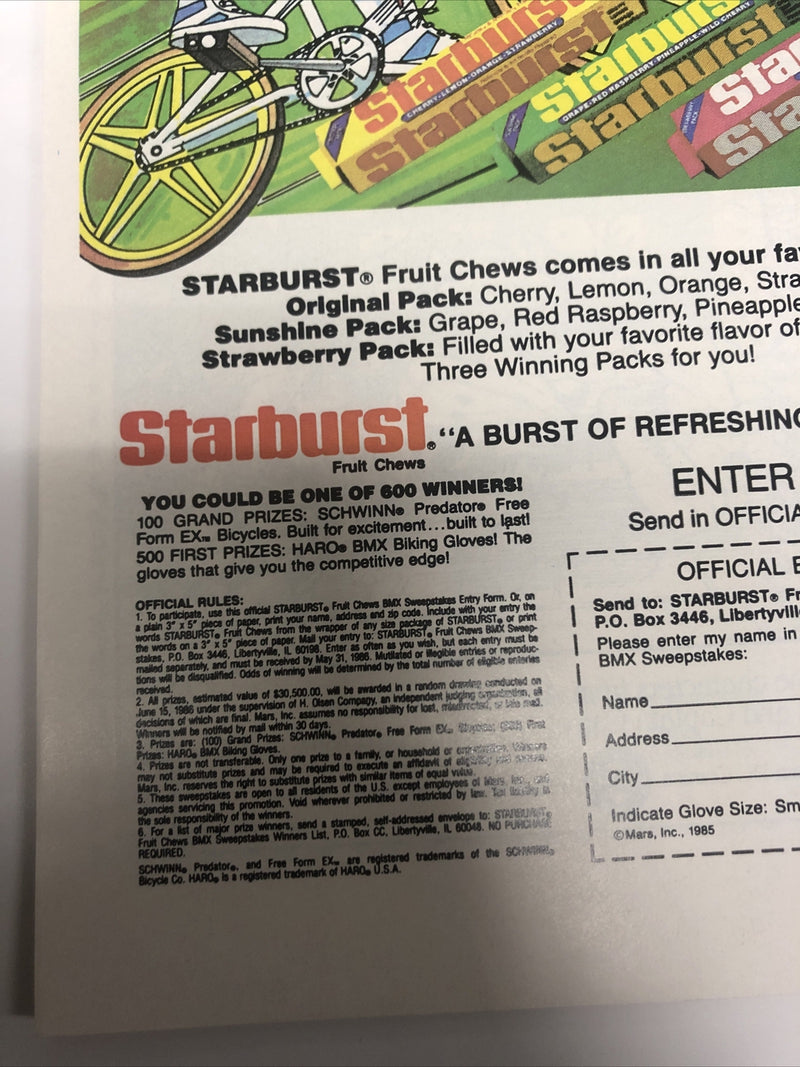 Starburst
CHERRY·LEMON·ORANGE·STRAWBERRY
Starburst
Starburst
GRAPE·RED RASPBERRY·PINEAPPLE·WILD CHERRY
Starburst
Sta
Sta
STARBURST® Fruit Chews comes in all your fa
Original Pack: Cherry, Lemon, Orange, Stra
Sunshine Pack: Grape, Red Raspberry, Pineapple
Strawberry Pack: Filled with your favorite flavor of
Three Winning Packs for you!
Starburst® "A BURST OF REFRESHING
Fruit Chews
YOU COULD BE ONE OF 600 WINNERS!
100 GRAND PRIZES: SCHWINN® Predator® Free
Form EX™ Bicycles. Built for excitement...built to last!
500 FIRST PRIZES: HARO® BMX Biking Gloves! The
gloves that give you the competitive edge!
OFFICIAL RULES:
1. To participate, use this official STARBURST® Fruit Chews BMX Sweepstakes Entry Form. Or, on
a plain 3" x 5" piece of paper, print your name, address and zip code. Include with your entry the
words STARBURST® Fruit Chews from the wrapper of any size package of STARBURST® or print
the words on a 3" x 5" piece of paper. Mail your entry to: STARBURST® Fruit Chews BMX Sweep-
stakes, P.O. Box 3446, Libertyville, IL 60198. Enter as often as you wish, but each entry must be
mailed separately, and must be received by May 31, 1986. Mutilated or illegible entries or reproduc-
tions will be disqualified. Odds of winning will be determined by the total number of eligible entries
received.
2. All prizes, estimated value of $30,500.00, will be awarded in a random drawing conducted on
June 15, 1986 under the supervision of H. Olsen Company, an independent judging organization, all
decisions of which are final. Mars, Inc. assumes no responsibility for lost, misdirected, or late mail.
Winners will be notified by mail within 30 days.
3. Prizes are: (100) Grand Prizes: SCHWINN® Predator® Free Form EX™ First
Prizes: HARO® BMX Biking Gloves.
4. Prizes are not transferable. Only one prize to a family, or household or organization. Winners
may not substitute prizes and may be required to execute an affidavit of eligibility
Mars, Inc. reserves the right to substitute prizes with similar items of equal value.
5. These sweepstakes are open to all residents of the U.S. except employees of Mars, Inc., and
agencies servicing this promotion. Void wherever prohibited or restricted by law. Tax liability is
the sole responsibility of the winners.
6. For a list of major prize winners, send a stamped, self-addressed envelope to: STARBURST®
Fruit Chews BMX Sweepstakes Winners List, P.O. Box CC, Libertyville, IL 60048. NO PURCHASE
REQUIRED.
SCHWINN® Predator®, and Free Form EX™ are registered trademarks of the SCHWINN®
Bicycle Co. HARO® is a registered trademark of HARO® U.S.A.
ENTER
Send in OFFICIA
OFFICIAL E
Send to: STARBURST® Fr
P.O. Box 3446, Libertyville
Please enter my name in
BMX Sweepstakes:
Name
Address
City
Indicate Glove Size: Sm
©Mars, Inc., 1985